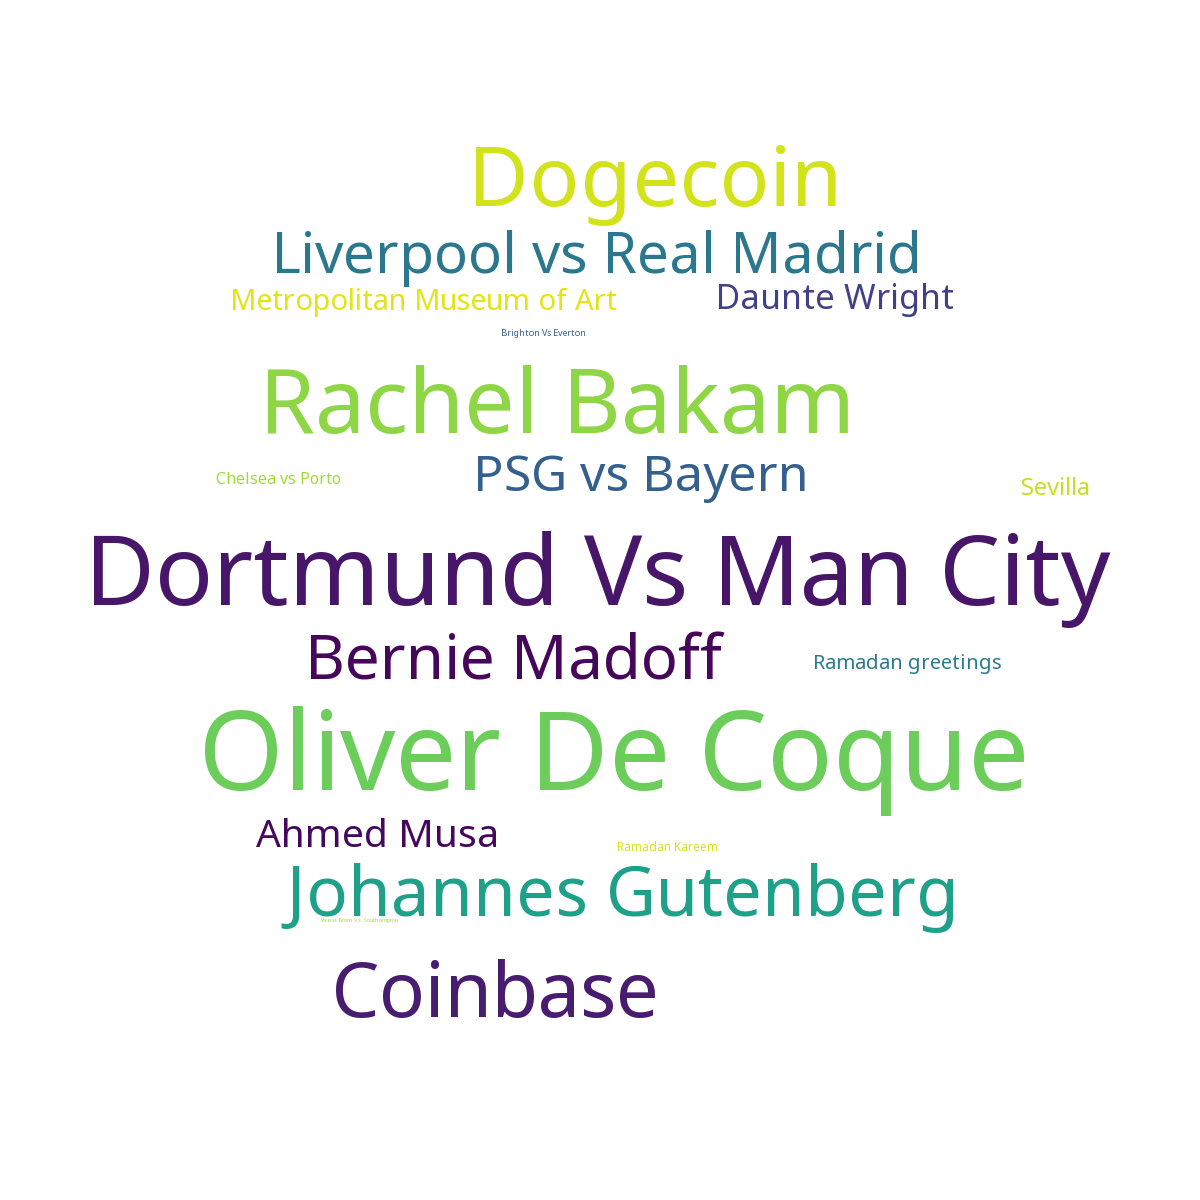 Dogecoin
Liverpool vs Real Madrid
Metropolitan Museum of Art
Daunte Wright
Brighton Vs Everton
Rachel Bakam
PSG vs Bayern
Chelsea vs Porto
Sevilla
Dortmund Vs Man City
Bernie Madoff
Ramadan greetings
Oliver De Coque
Ahmed Musa
Ramadan Kareem
Johannes Gutenberg
West Brom Vs Southampton
Coinbase